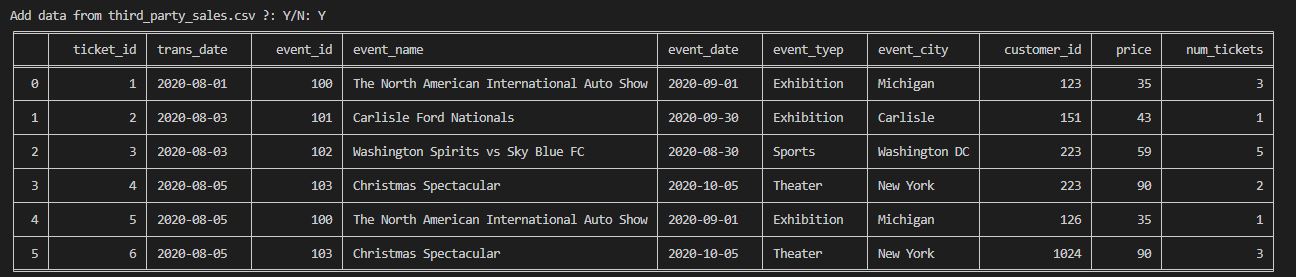 Add data from third_party_sales.csv ?: Y/N: Y
ticket_id trans_date event_id event_name event_date event_tyep event_city customer_id price num_tickets
0 1 2020-08-01 100 The North American International Auto Show 2020-09-01 Exhibition Michigan 123 35 3
1 2 2020-08-03 101 Carlisle Ford Nationals 2020-09-30 Exhibition Carlisle 151 43 1
2 3 2020-08-03 102 Washington Spirits vs Sky Blue FC 2020-08-30 Sports Washington DC 223 59 5
3 4 2020-08-05 103 Christmas Spectacular 2020-10-05 Theater New York 223 90 2
4 5 2020-08-05 100 The North American International Auto Show 2020-09-01 Exhibition Michigan 126 35 1
5 6 2020-08-05 103 Christmas Spectacular 2020-10-05 Theater New York 1024 90 3